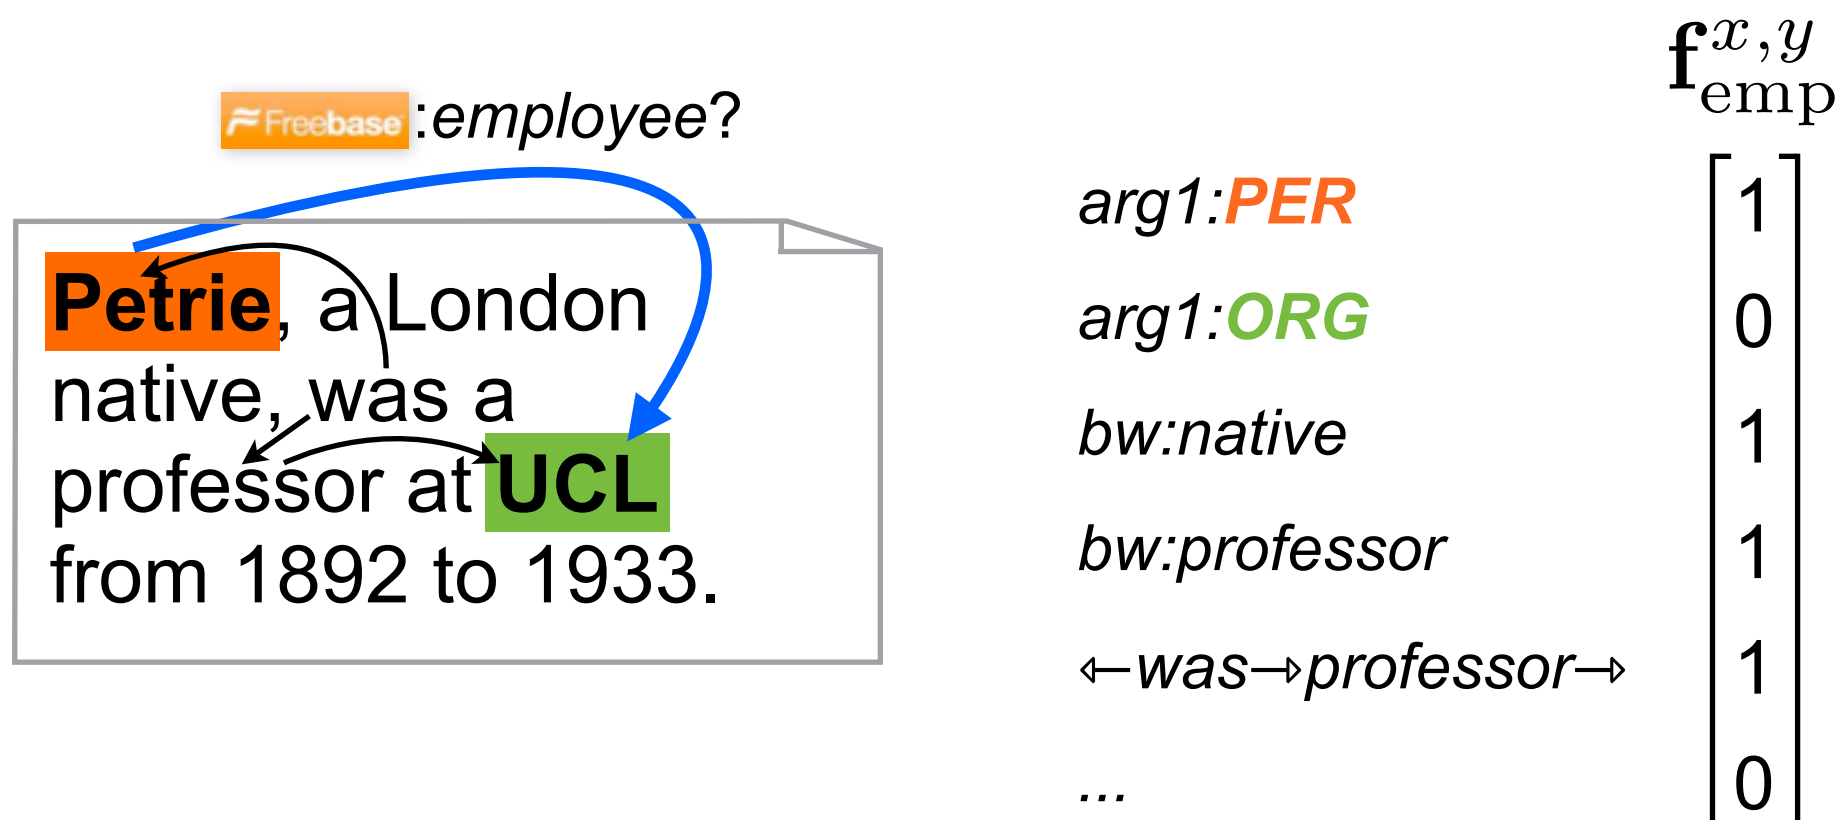 Freebase :employee?
Petrie, a London
native, was a
professor at UCL
from 1892 to 1933.
f x,y emp
arg1:PER 1
arg1:ORG 0
bw:native 1
bw:professor 1
←was→professor→ 1
... 0